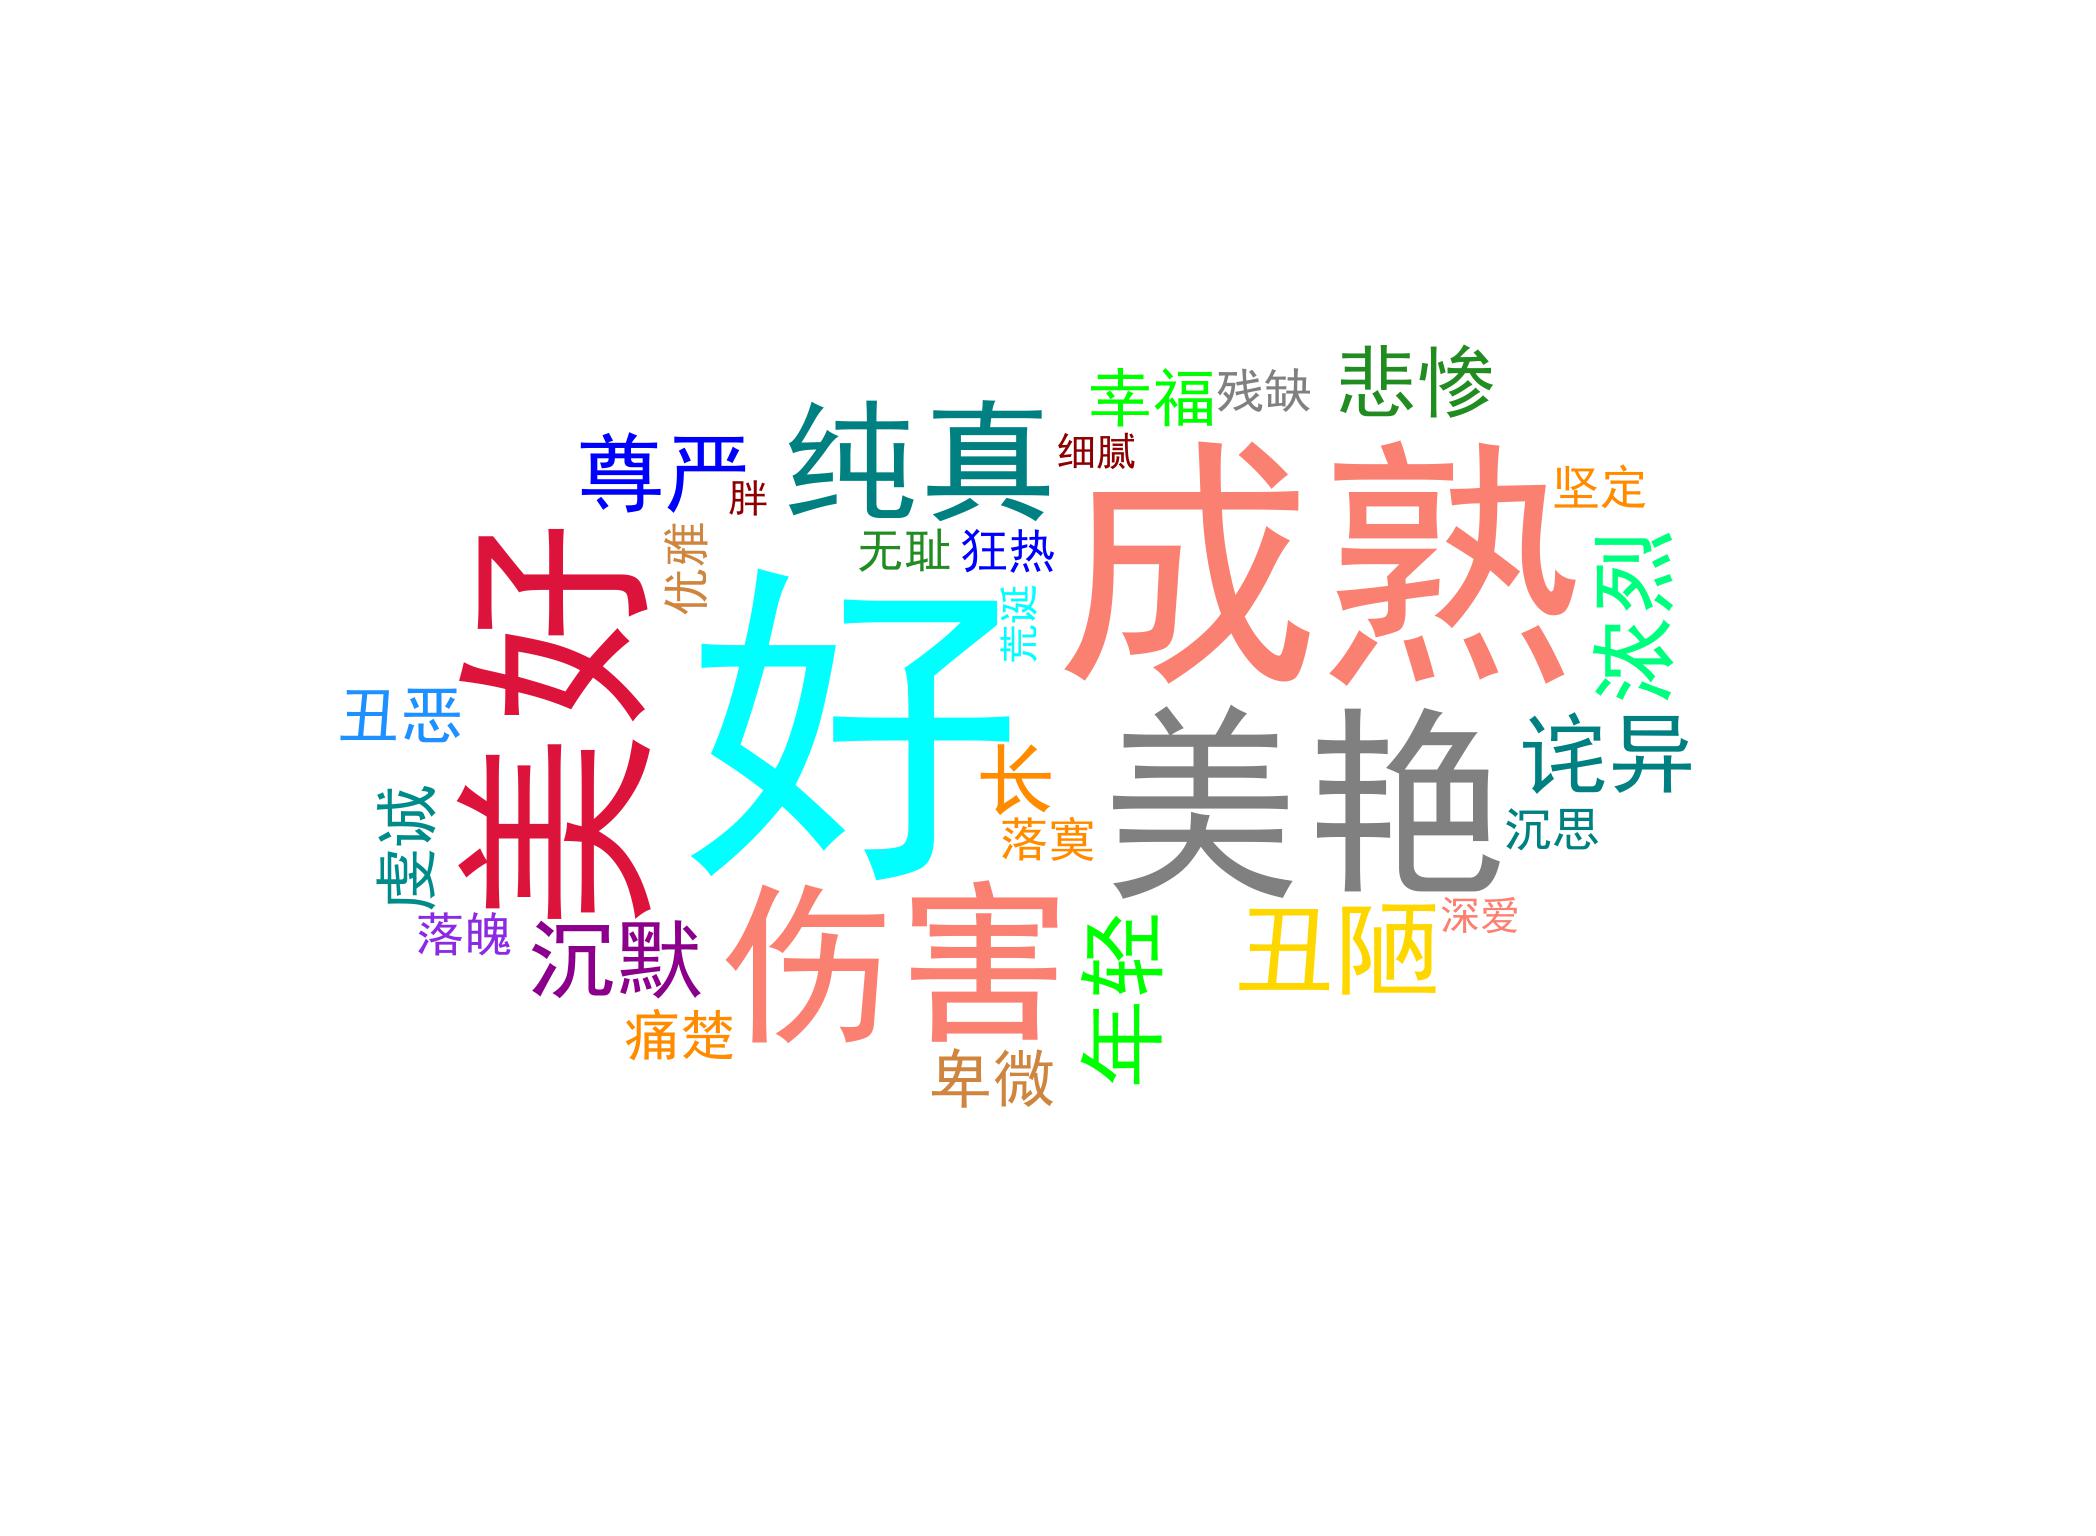 悲惨
幸福
残缺
纯真
尊严
细腻
成熟
坚定
胖
优雅
无耻
狂热
美好
好
荒诞
浓烈
丑恶
长
美艳
诧异
落寞
沉思
虔诚
落魄
沉默
伤害
年轻
丑陋
深爱
痛楚
卑微